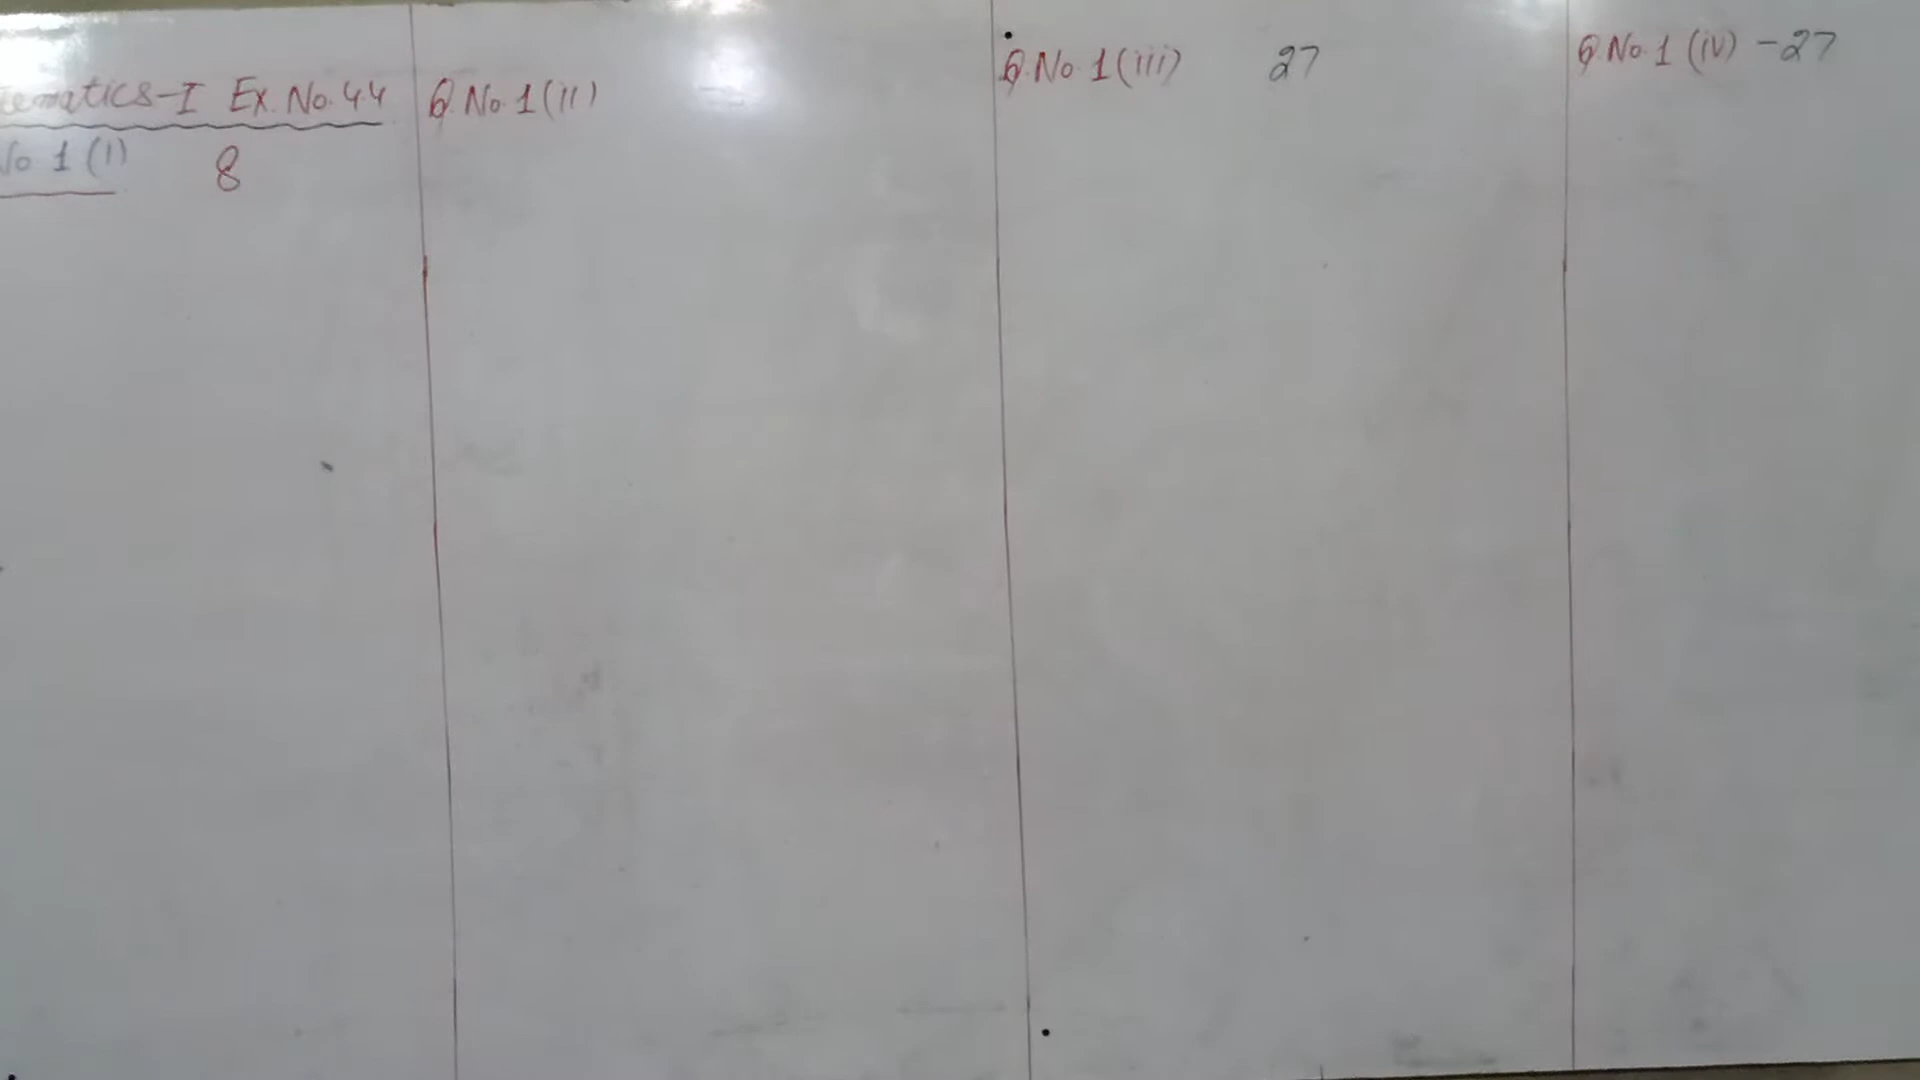 ematics-I Ex. No. 4.4
No 1 (I)
8
Q. No. 1 (II)
Q. No. 1 (iii) 27
Q. No. 1 (iv) -27